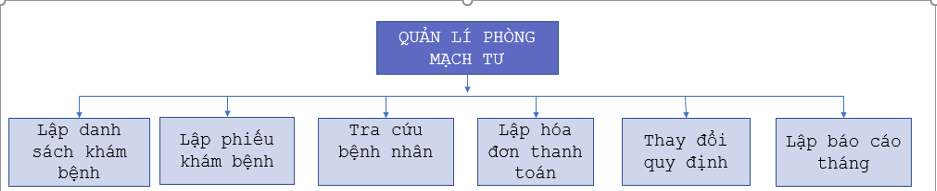 QUẢN LÍ PHÒNG
MẠCH TƯ
Lập danh
sách khám
bệnh
Lập phiếu
khám bệnh
Tra cứu
bệnh nhân
Lập hóa
đơn thanh
toán
Thay đổi
quy định
Lập báo cáo
tháng